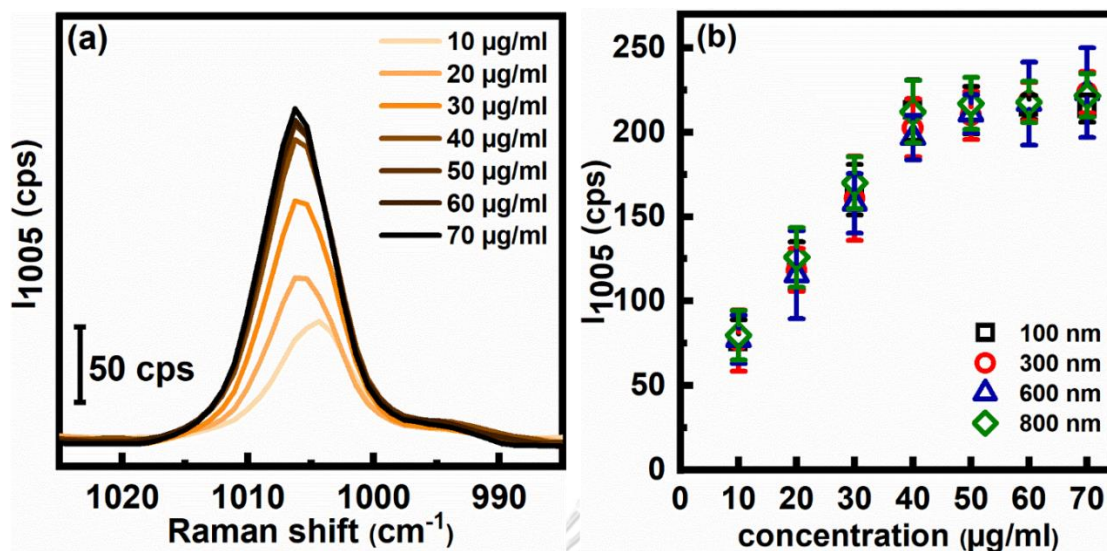 (a)
10 µg/ml
20 µg/ml
30 µg/ml
40 µg/ml
50 µg/ml
60 µg/ml
70 µg/ml
I1005 (cps)
50 cps
1020 1010 1000 990
Raman shift (cm-1)
(b)
250
200
150
100
50
0
I1005 (cps)
100 nm
300 nm
600 nm
800 nm
0 10 20 30 40 50 60 70
concentration (µg/ml)